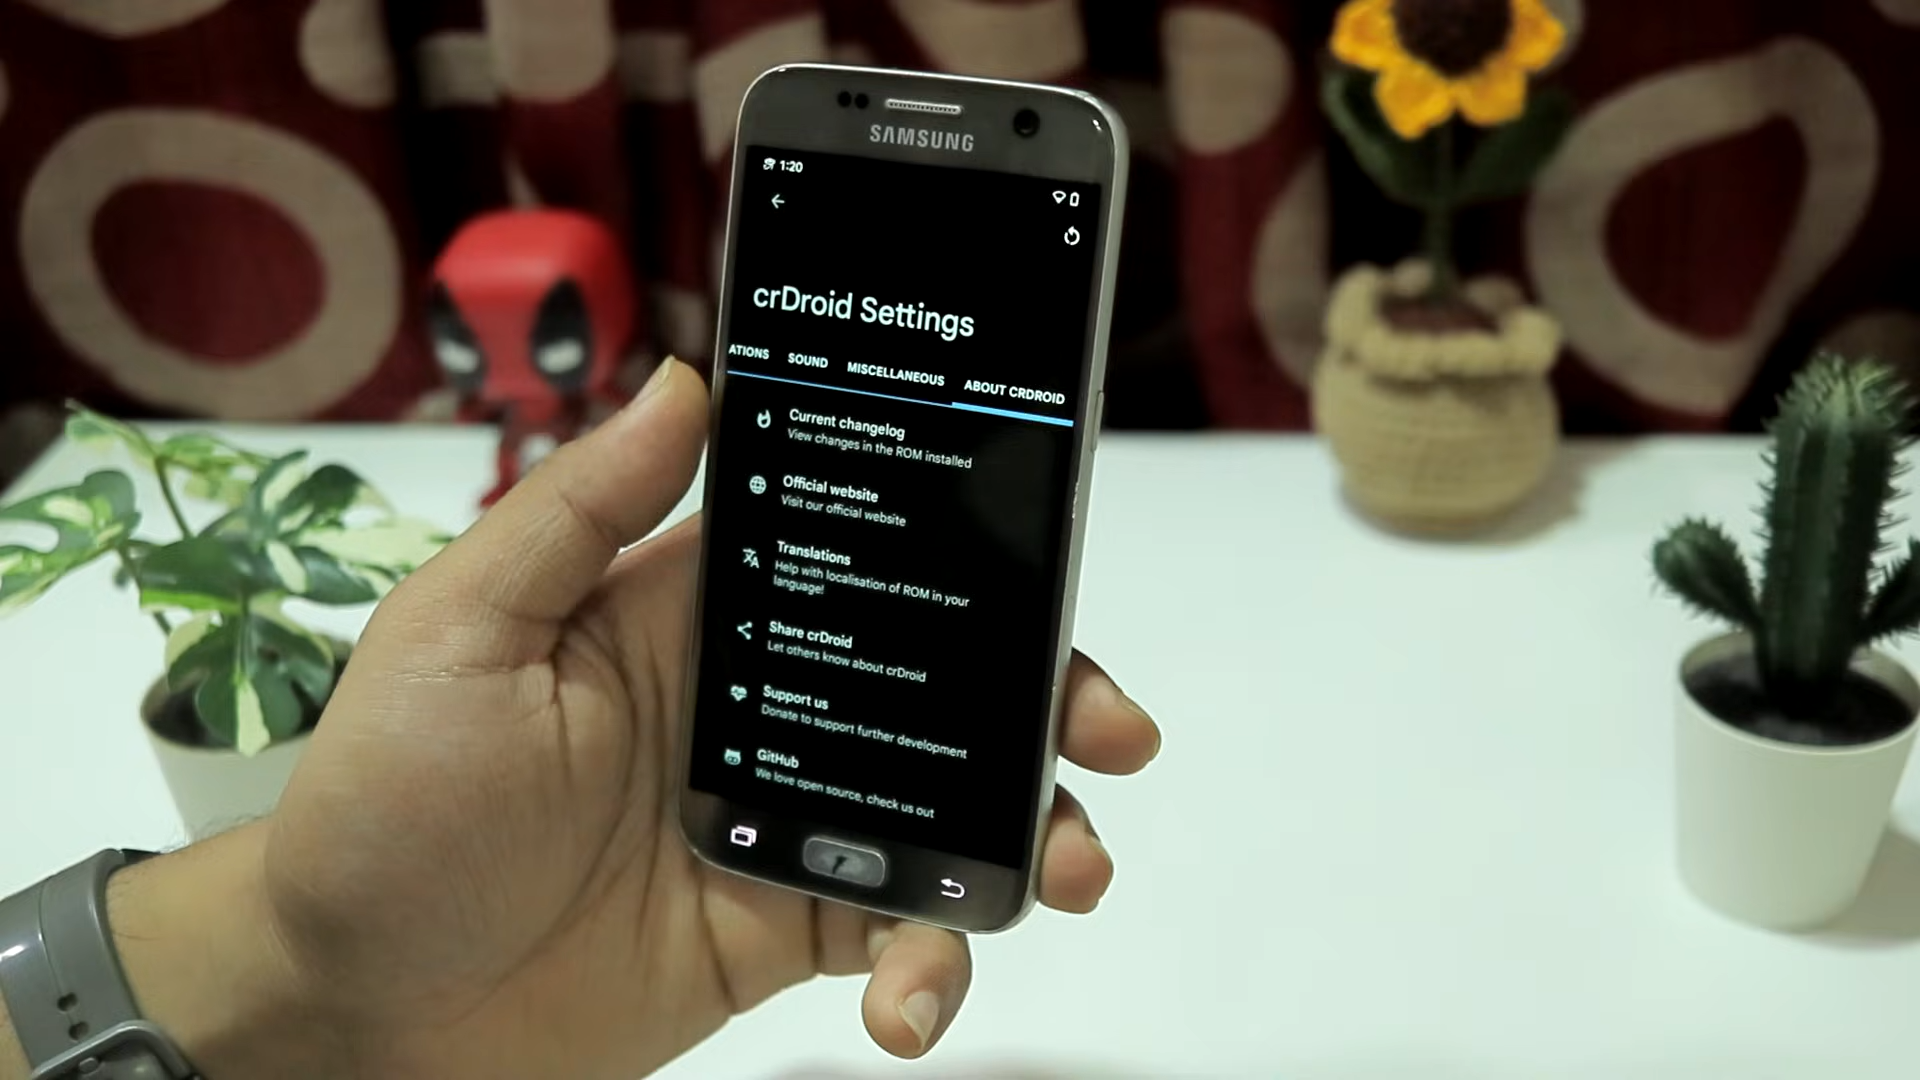 SAMSUNG
1:20
crDroid Settings
ATIONS SOUND MISCELLANEOUS ABOUT CRDROID
Current changelog
View changes in the ROM installed
Official website
Visit our official website
Translations
Help with localisation of ROM in your
language!
Share crDroid
Let others know about crDroid
Support us
Donate to support further development
GitHub
We love open source, check us out